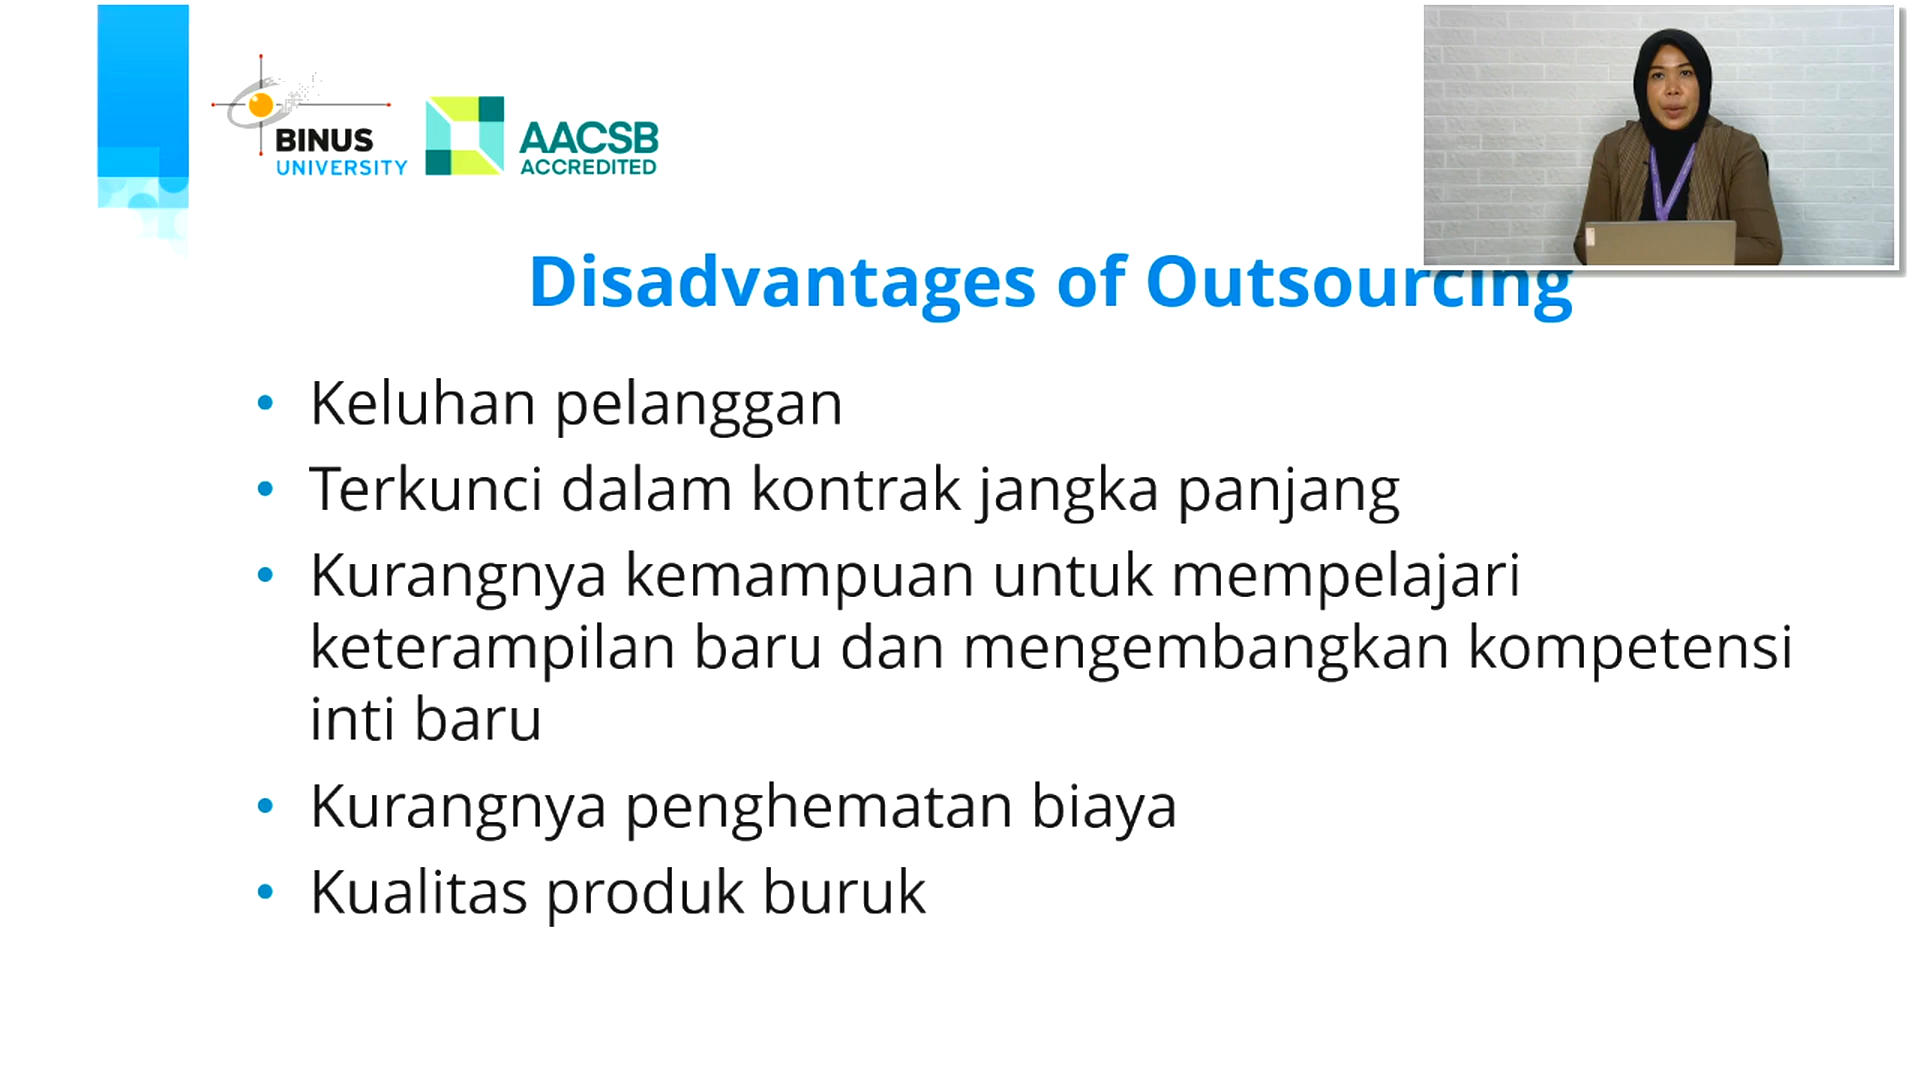 BINUS
UNIVERSITY
AACSB
ACCREDITED
Disadvantages of Outsourcing
• Keluhan pelanggan
• Terkunci dalam kontrak jangka panjang
• Kurangnya kemampuan untuk mempelajari
keterampilan baru dan mengembangkan kompetensi
inti baru
• Kurangnya penghematan biaya
• Kualitas produk buruk